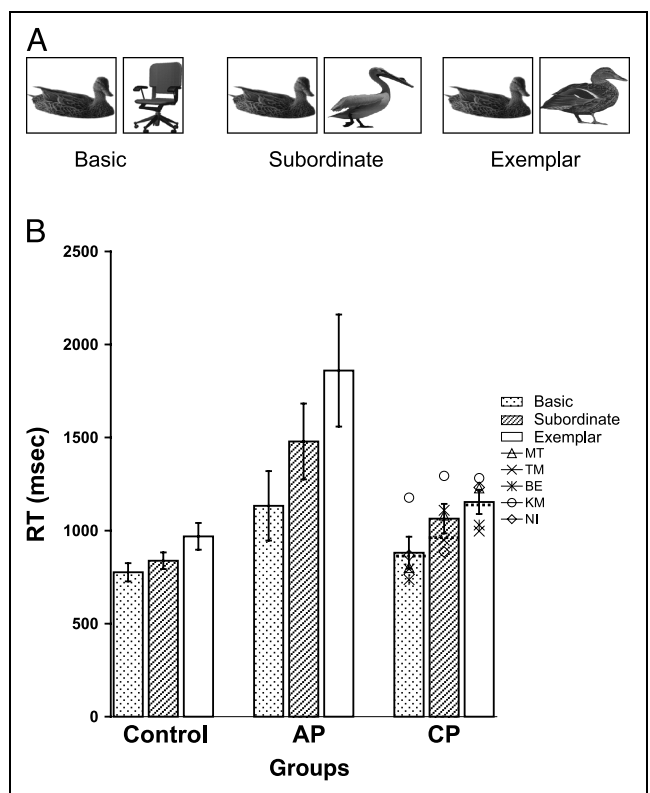 A
Basic
Subordinate
Exemplar
B
2500
2000
1500
1000
500
0
RT (msec)
Basic
Subordinate
Exemplar
MT
TM
BE
KM
NI
Control
AP
CP
Groups